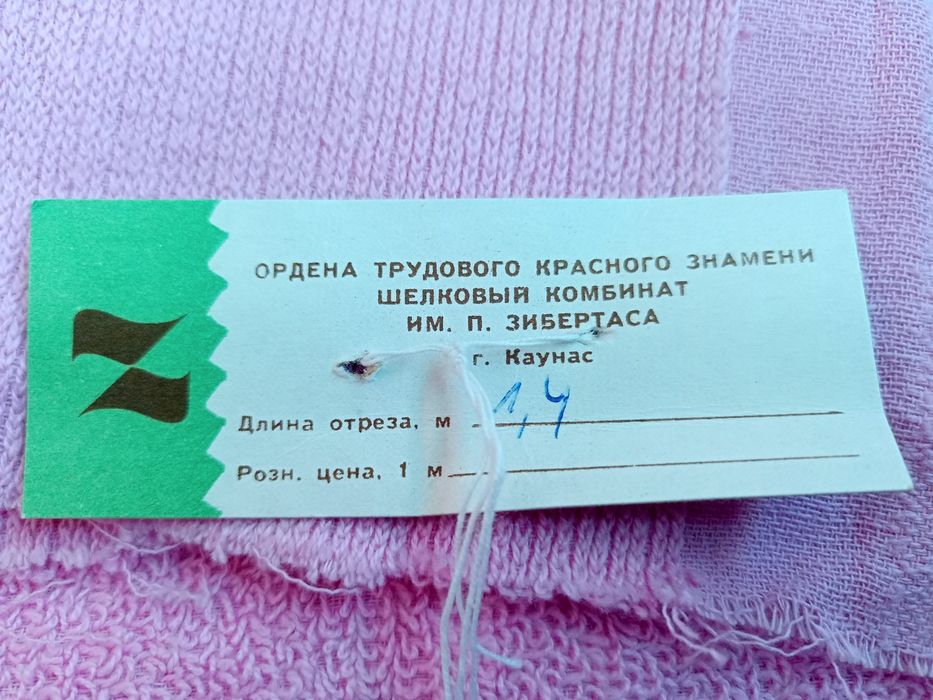 ОРДЕНА ТРУДОВОГО КРАСНОГО ЗНАМЕНИ
ШЕЛКОВЫЙ КОМБИНАТ
ИМ. П. ЗИБЕРТАСА
г. Каунас
Длина отреза, м 1,4
Розн. цена, 1 м